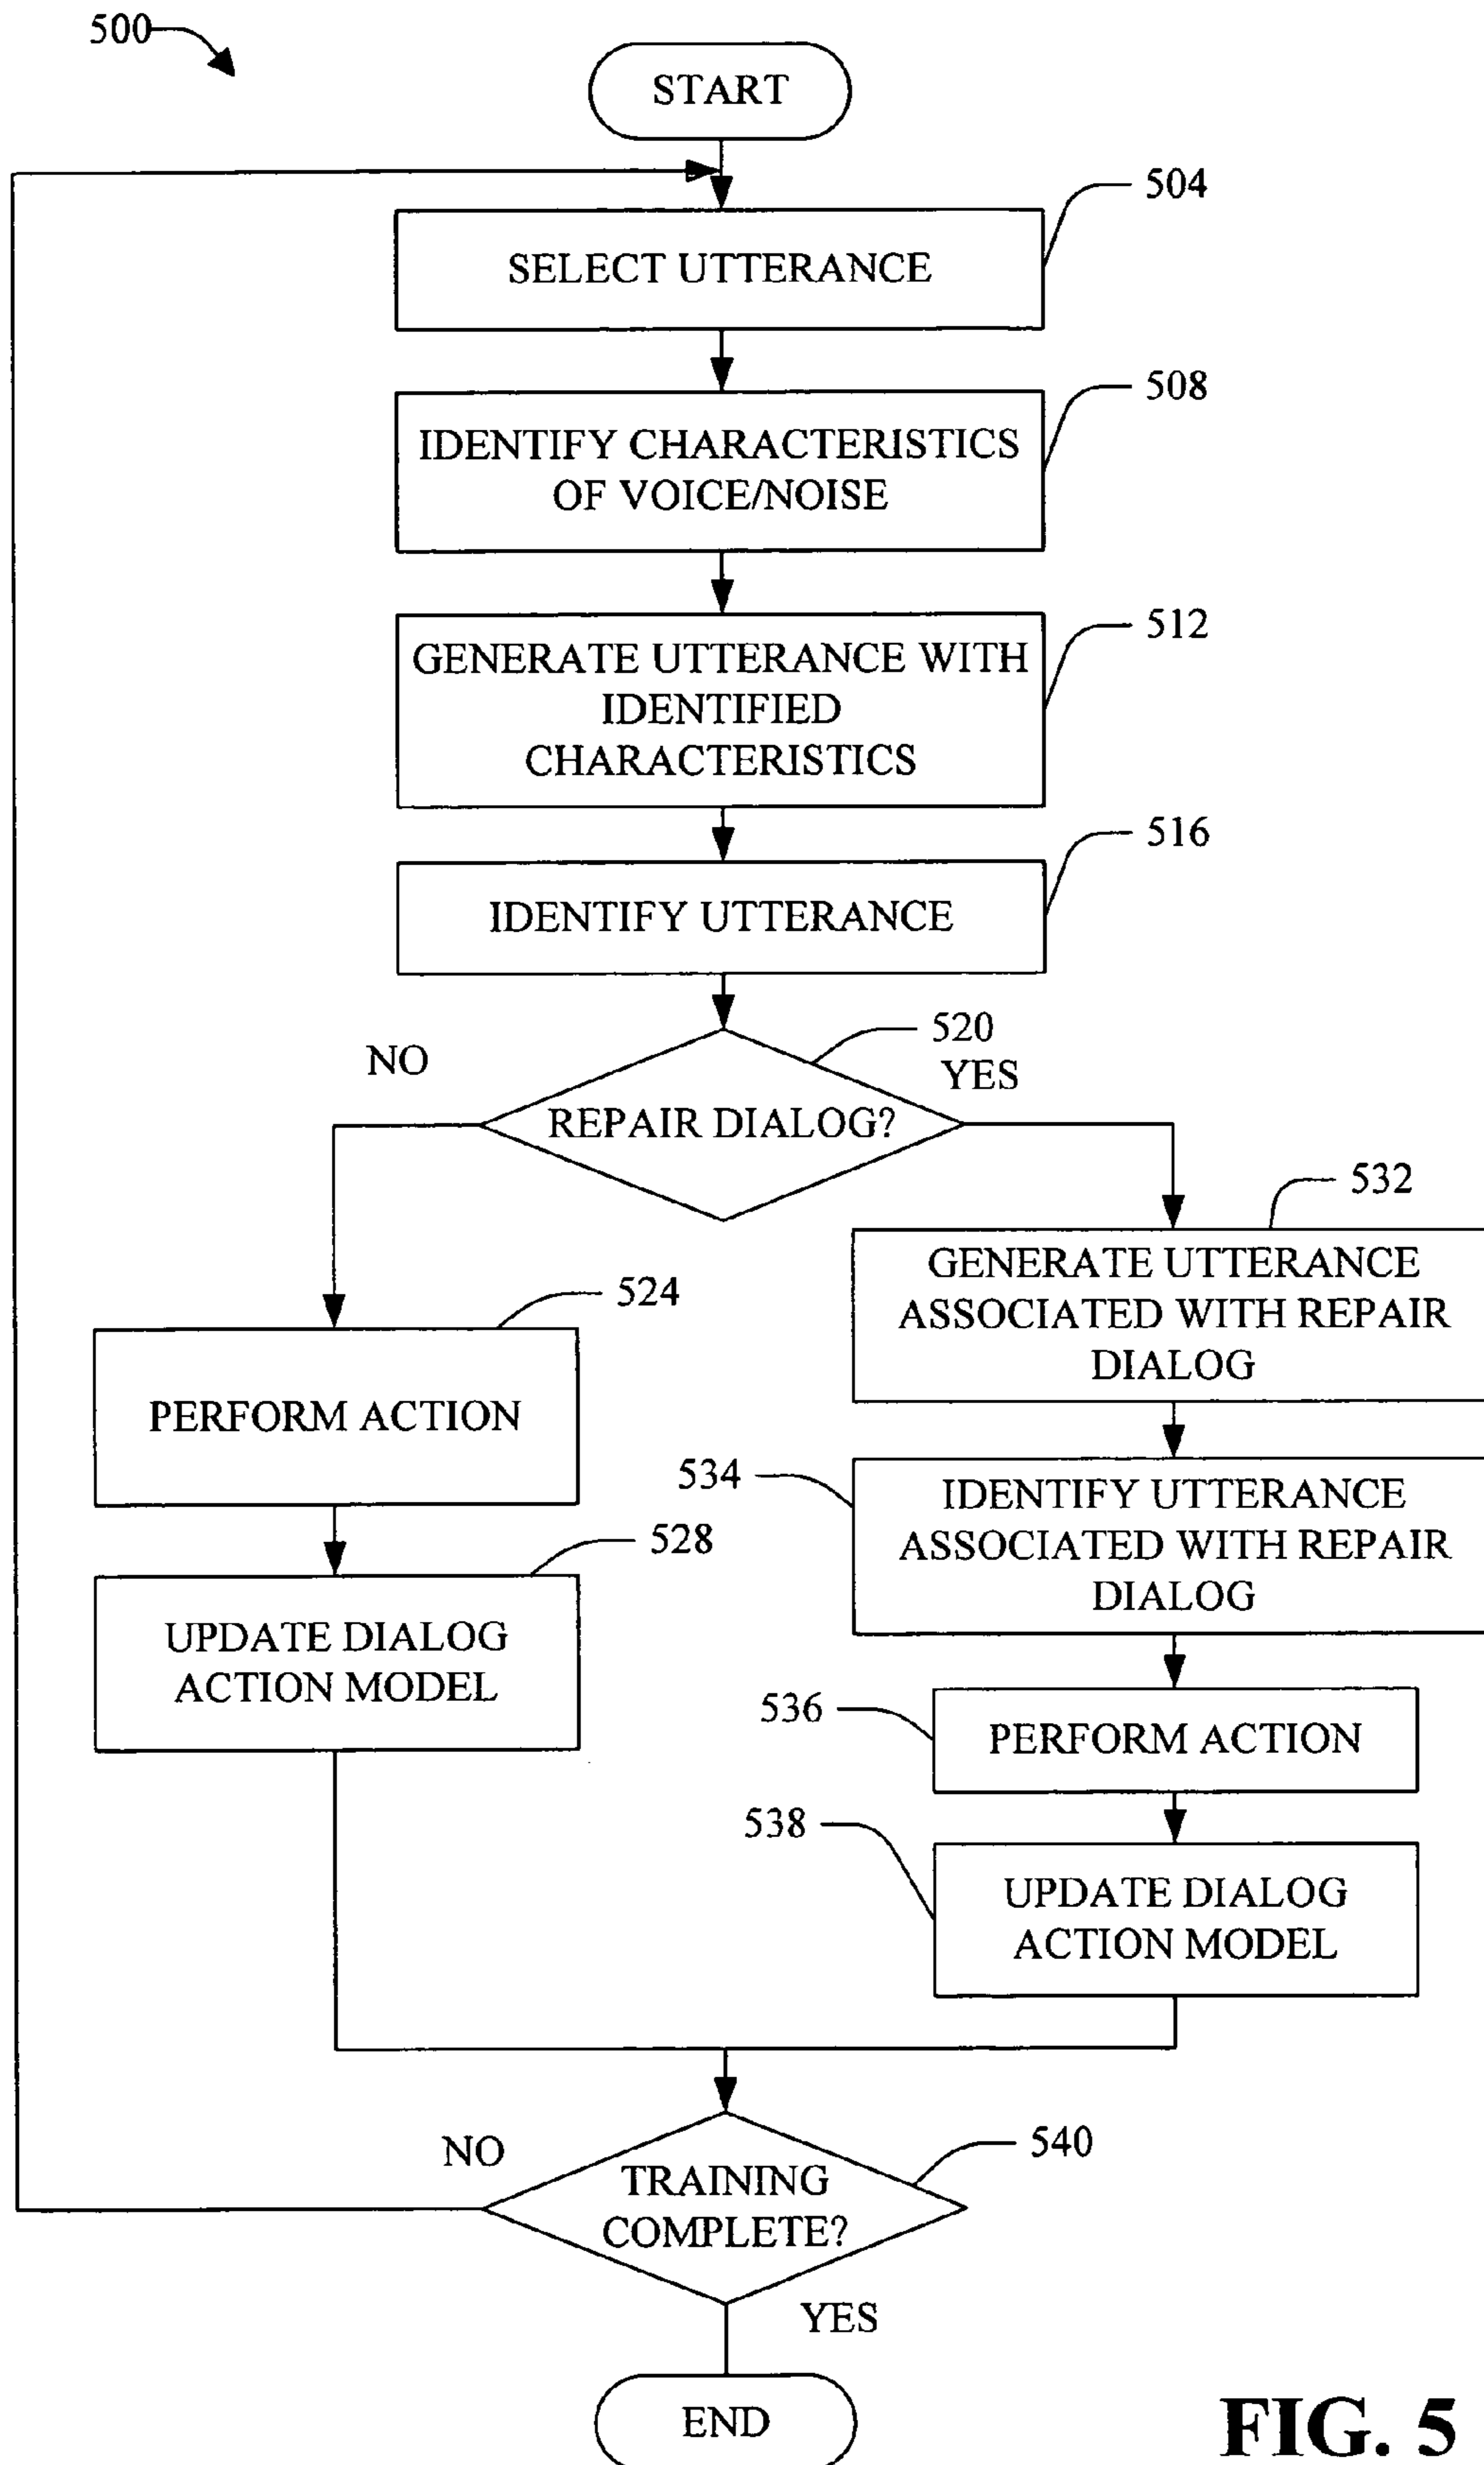 500
START
504
SELECT UTTERANCE
508
IDENTIFY CHARACTERISTICS
OF VOICE/NOISE
512
GENERATE UTTERANCE WITH
IDENTIFIED
CHARACTERISTICS
516
IDENTIFY UTTERANCE
520
NO
YES
REPAIR DIALOG?
532
GENERATE UTTERANCE
ASSOCIATED WITH REPAIR
DIALOG
524
PERFORM ACTION
534
IDENTIFY UTTERANCE
ASSOCIATED WITH REPAIR
DIALOG
528
UPDATE DIALOG
ACTION MODEL
536
PERFORM ACTION
538
UPDATE DIALOG
ACTION MODEL
540
NO
TRAINING
COMPLETE?
YES
END
FIG. 5